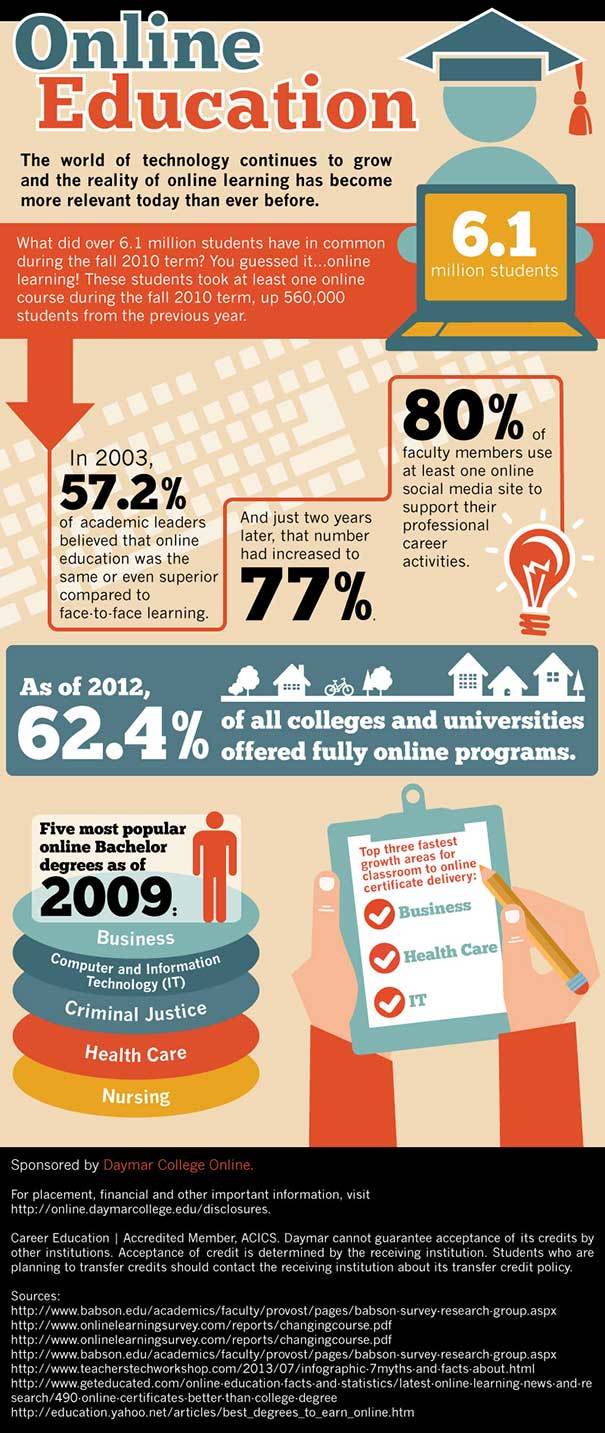 Online
Education
The world of technology continues to grow
and the reality of online learning has become
more relevant today than ever before.
What did over 6.1 million students have in common
during the fall 2010 term? You guessed it...online
learning! These students took at least one online
course during the fall 2010 term, up 560,000
students from the previous year.
6.1
million students
In 2003,
57.2%
of academic leaders
believed that online
education was the
same or even superior
compared to
face-to-face learning.
And just two years
later, that number
had increased to
77%.
80% of
faculty members use
at least one online
social media site to
support their
professional
career
activities.
As of 2012,
62.4%
of all colleges and universities
offered fully online programs.
Five most popular
online Bachelor
degrees as of
2009:
Business
Computer and Information
Technology (IT)
Criminal Justice
Health Care
Nursing
Top three fastest
growth areas for
classroom to online
certificate delivery:
Business
Health Care
IT
Sponsored by Daymar College Online.
For placement, financial and other important information, visit
http://online.daymarcollege.edu/disclosures.
Career Education | Accredited Member, ACICS. Daymar cannot guarantee acceptance of its credits by
other institutions. Acceptance of credit is determined by the receiving institution. Students who are
planning to transfer credits should contact the receiving institution about its transfer credit policy.
Sources:
http://www.babson.edu/academics/faculty/provost/pages/babson-survey-research-group.aspx
http://www.onlinelearningsurvey.com/reports/changingcourse.pdf
http://www.onlinelearningsurvey.com/reports/changingcourse.pdf
http://www.babson.edu/academics/faculty/provost/pages/babson-survey-research-group.aspx
http://www.teacherstechworkshop.com/2013/07/infographic-7myths-and-facts-about.html
http://www.geteducated.com/online-education-facts-and-statistics/latest-online-learning-news-and-re
search/490-online-certificates-better-than-college-degree
http://education.yahoo.net/articles/best_degrees_to_earn_online.htm